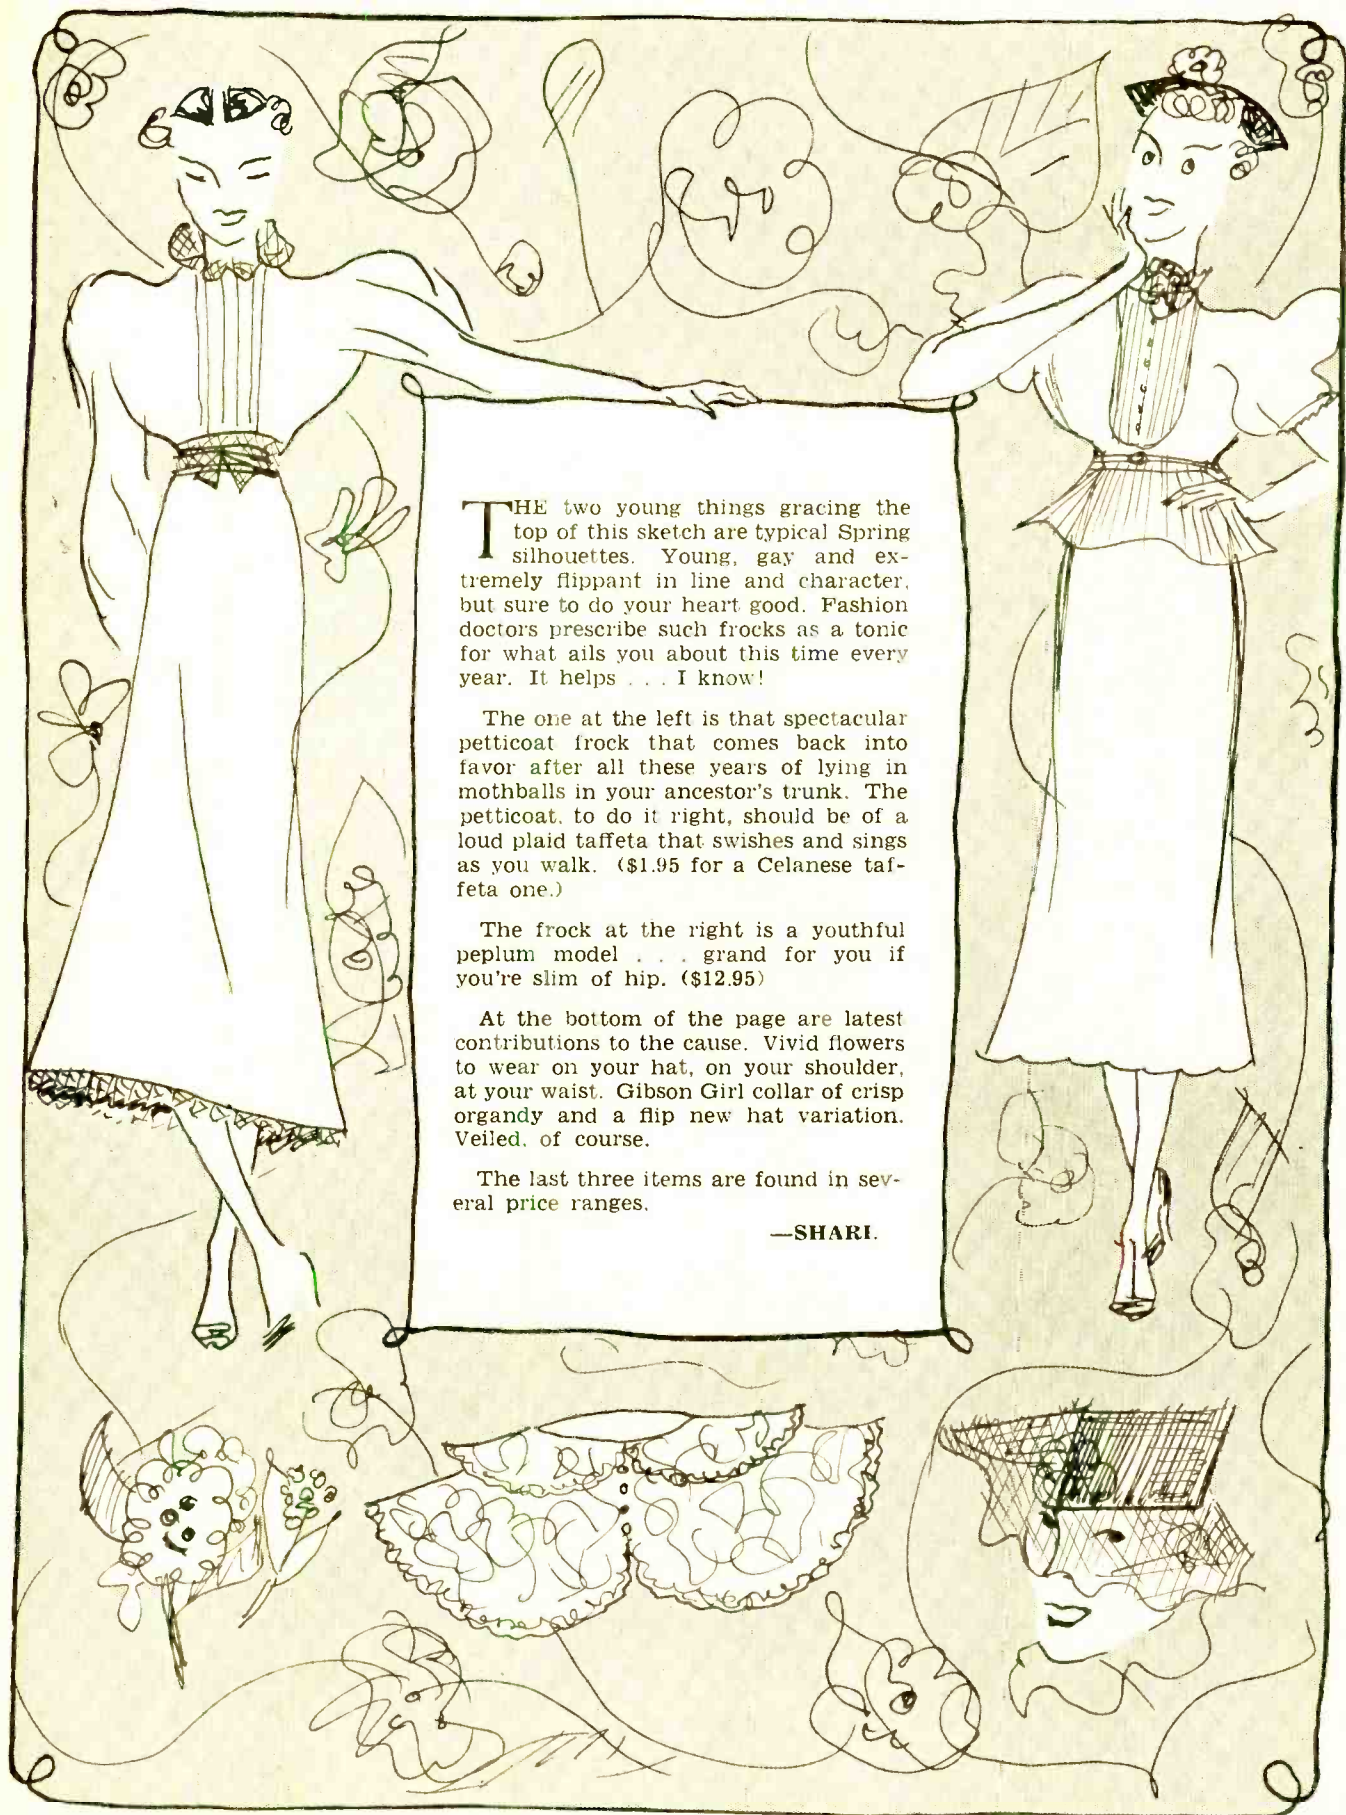 THE two young things gracing the
top of this sketch are typical Spring
silhouettes. Young, gay and ex-
tremely flippant in line and character,
but sure to do your heart good. Fashion
doctors prescribe such frocks as a tonic
for what ails you about this time every
year. It helps . . . I know!
The one at the left is that spectacular
petticoat frock that comes back into
favor after all these years of lying in
mothballs in your ancestor's trunk. The
petticoat, to do it right, should be of a
loud plaid taffeta that swishes and sings
as you walk. ($1.95 for a Celanese taf-
feta one.)
The frock at the right is a youthful
peplum model . . . grand for you if
you're slim of hip. ($12.95)
At the bottom of the page are latest
contributions to the cause. Vivid flowers
to wear on your hat, on your shoulder,
at your waist. Gibson Girl collar of crisp
organdy and a flip new hat variation.
Veiled, of course.
The last three items are found in sev-
eral price ranges.
—SHARI.